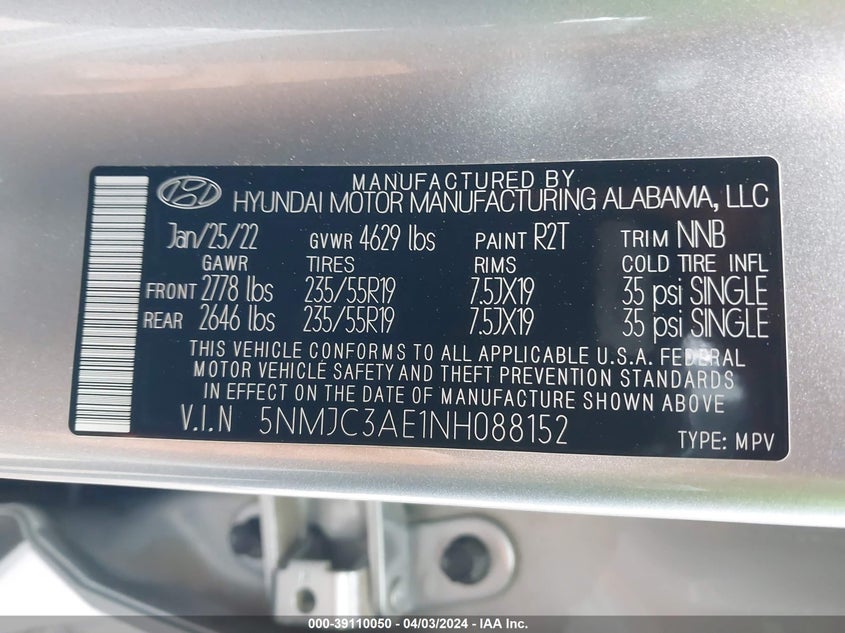 MANUFACTURED BY
HYUNDAI MOTOR MANUFACTURING ALABAMA, LLC
Jan/25/22 GVWR 4629 lbs PAINT R2T TRIM NNB
GAWR TIRES RIMS COLD TIRE INFL
FRONT 2778 lbs 235/55R19 7.5JX19 35 psi SINGLE
REAR 2646 lbs 235/55R19 7.5JX19 35 psi SINGLE
THIS VEHICLE CONFORMS TO ALL APPLICABLE U.S.A. FEDERAL
MOTOR VEHICLE SAFETY AND THEFT PREVENTION STANDARDS
IN EFFECT ON THE DATE OF MANUFACTURE SHOWN ABOVE
V.I.N 5NMJC3AE1NH088152
TYPE: MPV
000-39110050 - 04/03/2024 - IAA Inc.